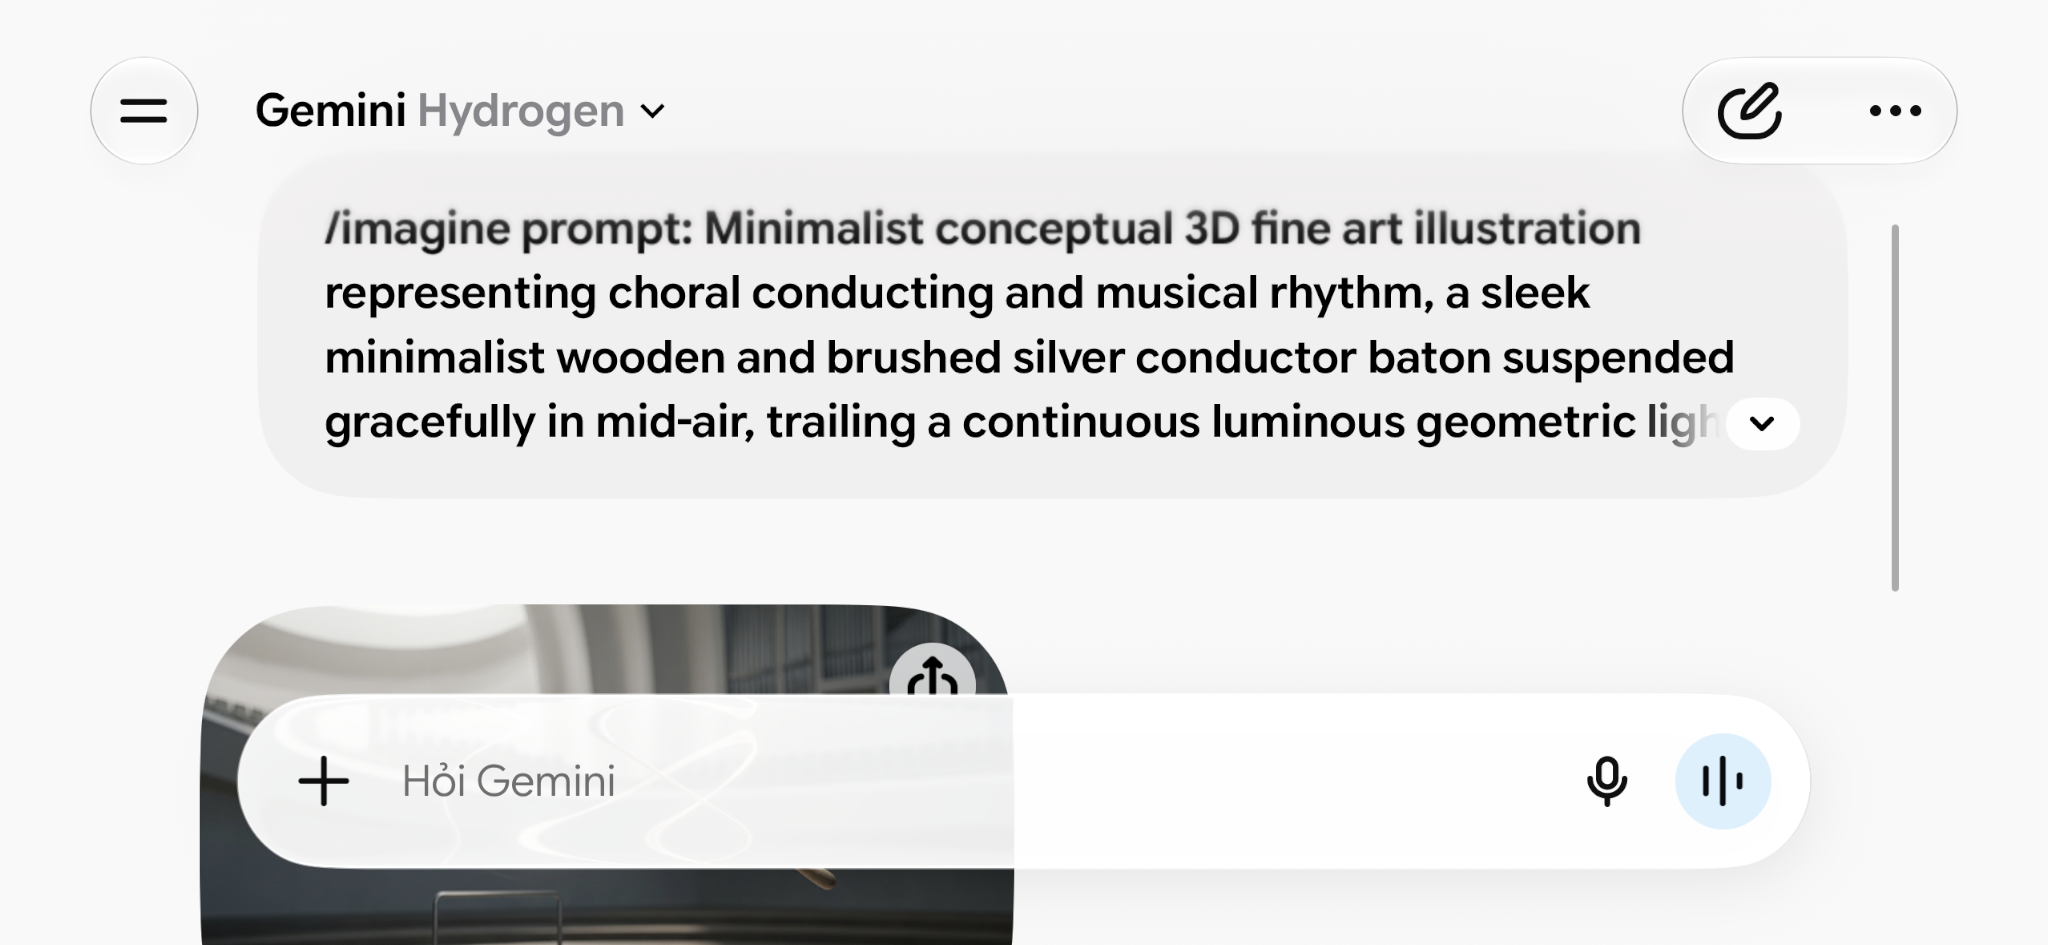 Gemini Hydrogen
/imagine prompt: Minimalist conceptual 3D fine art illustration
representing choral conducting and musical rhythm, a sleek
minimalist wooden and brushed silver conductor baton suspended
gracefully in mid-air, trailing a continuous luminous geometric
Hỏi Gemini